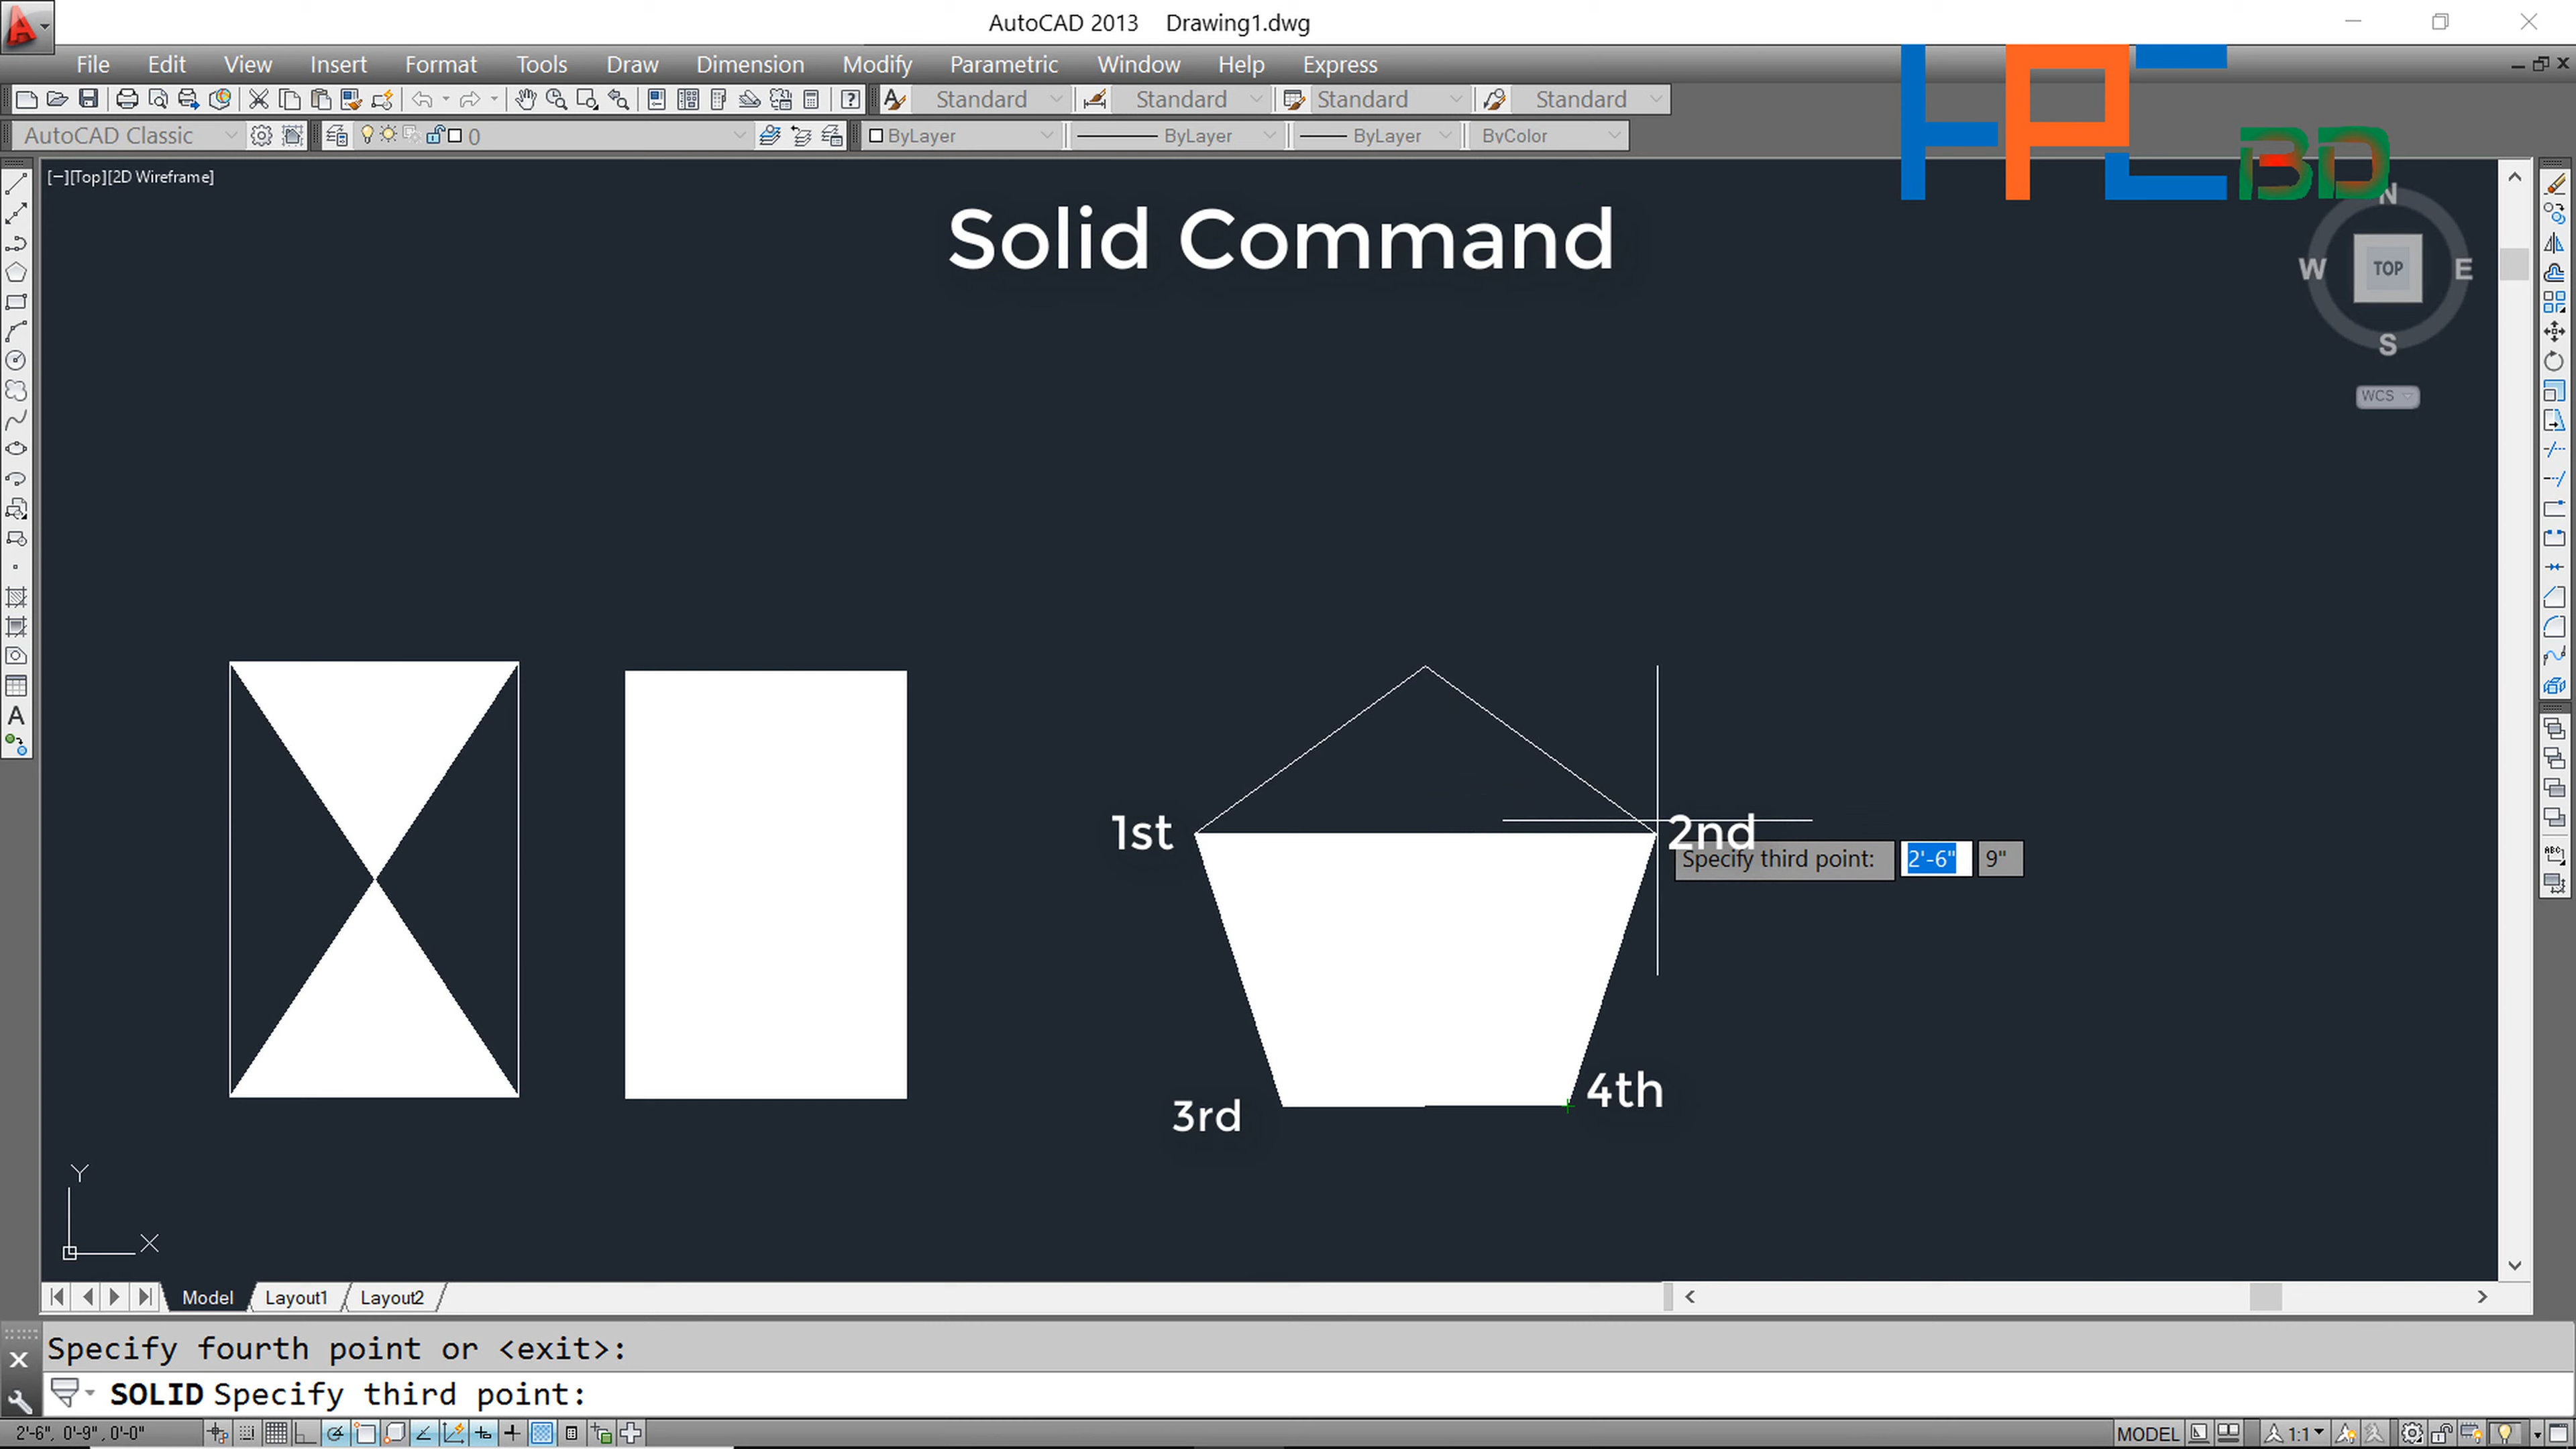 AutoCAD 2013 Drawing1.dwg
File Edit View Insert Format Tools Draw Dimension Modify Parametric Window Help Express
Standard Standard Standard Standard
AutoCAD Classic 0 ByLayer ByLayer ByLayer ByColor
HPC BD
[−][Top][2D Wireframe]
Solid Command
N
W TOP E
S
WCS
1st 2nd
Specify third point: 2'-6" 9"
3rd 4th
Y
X
Model Layout1 Layout2
Specify fourth point or <exit>:
SOLID Specify third point:
2'-6", 0'-9", 0'-0" MODEL 1:1